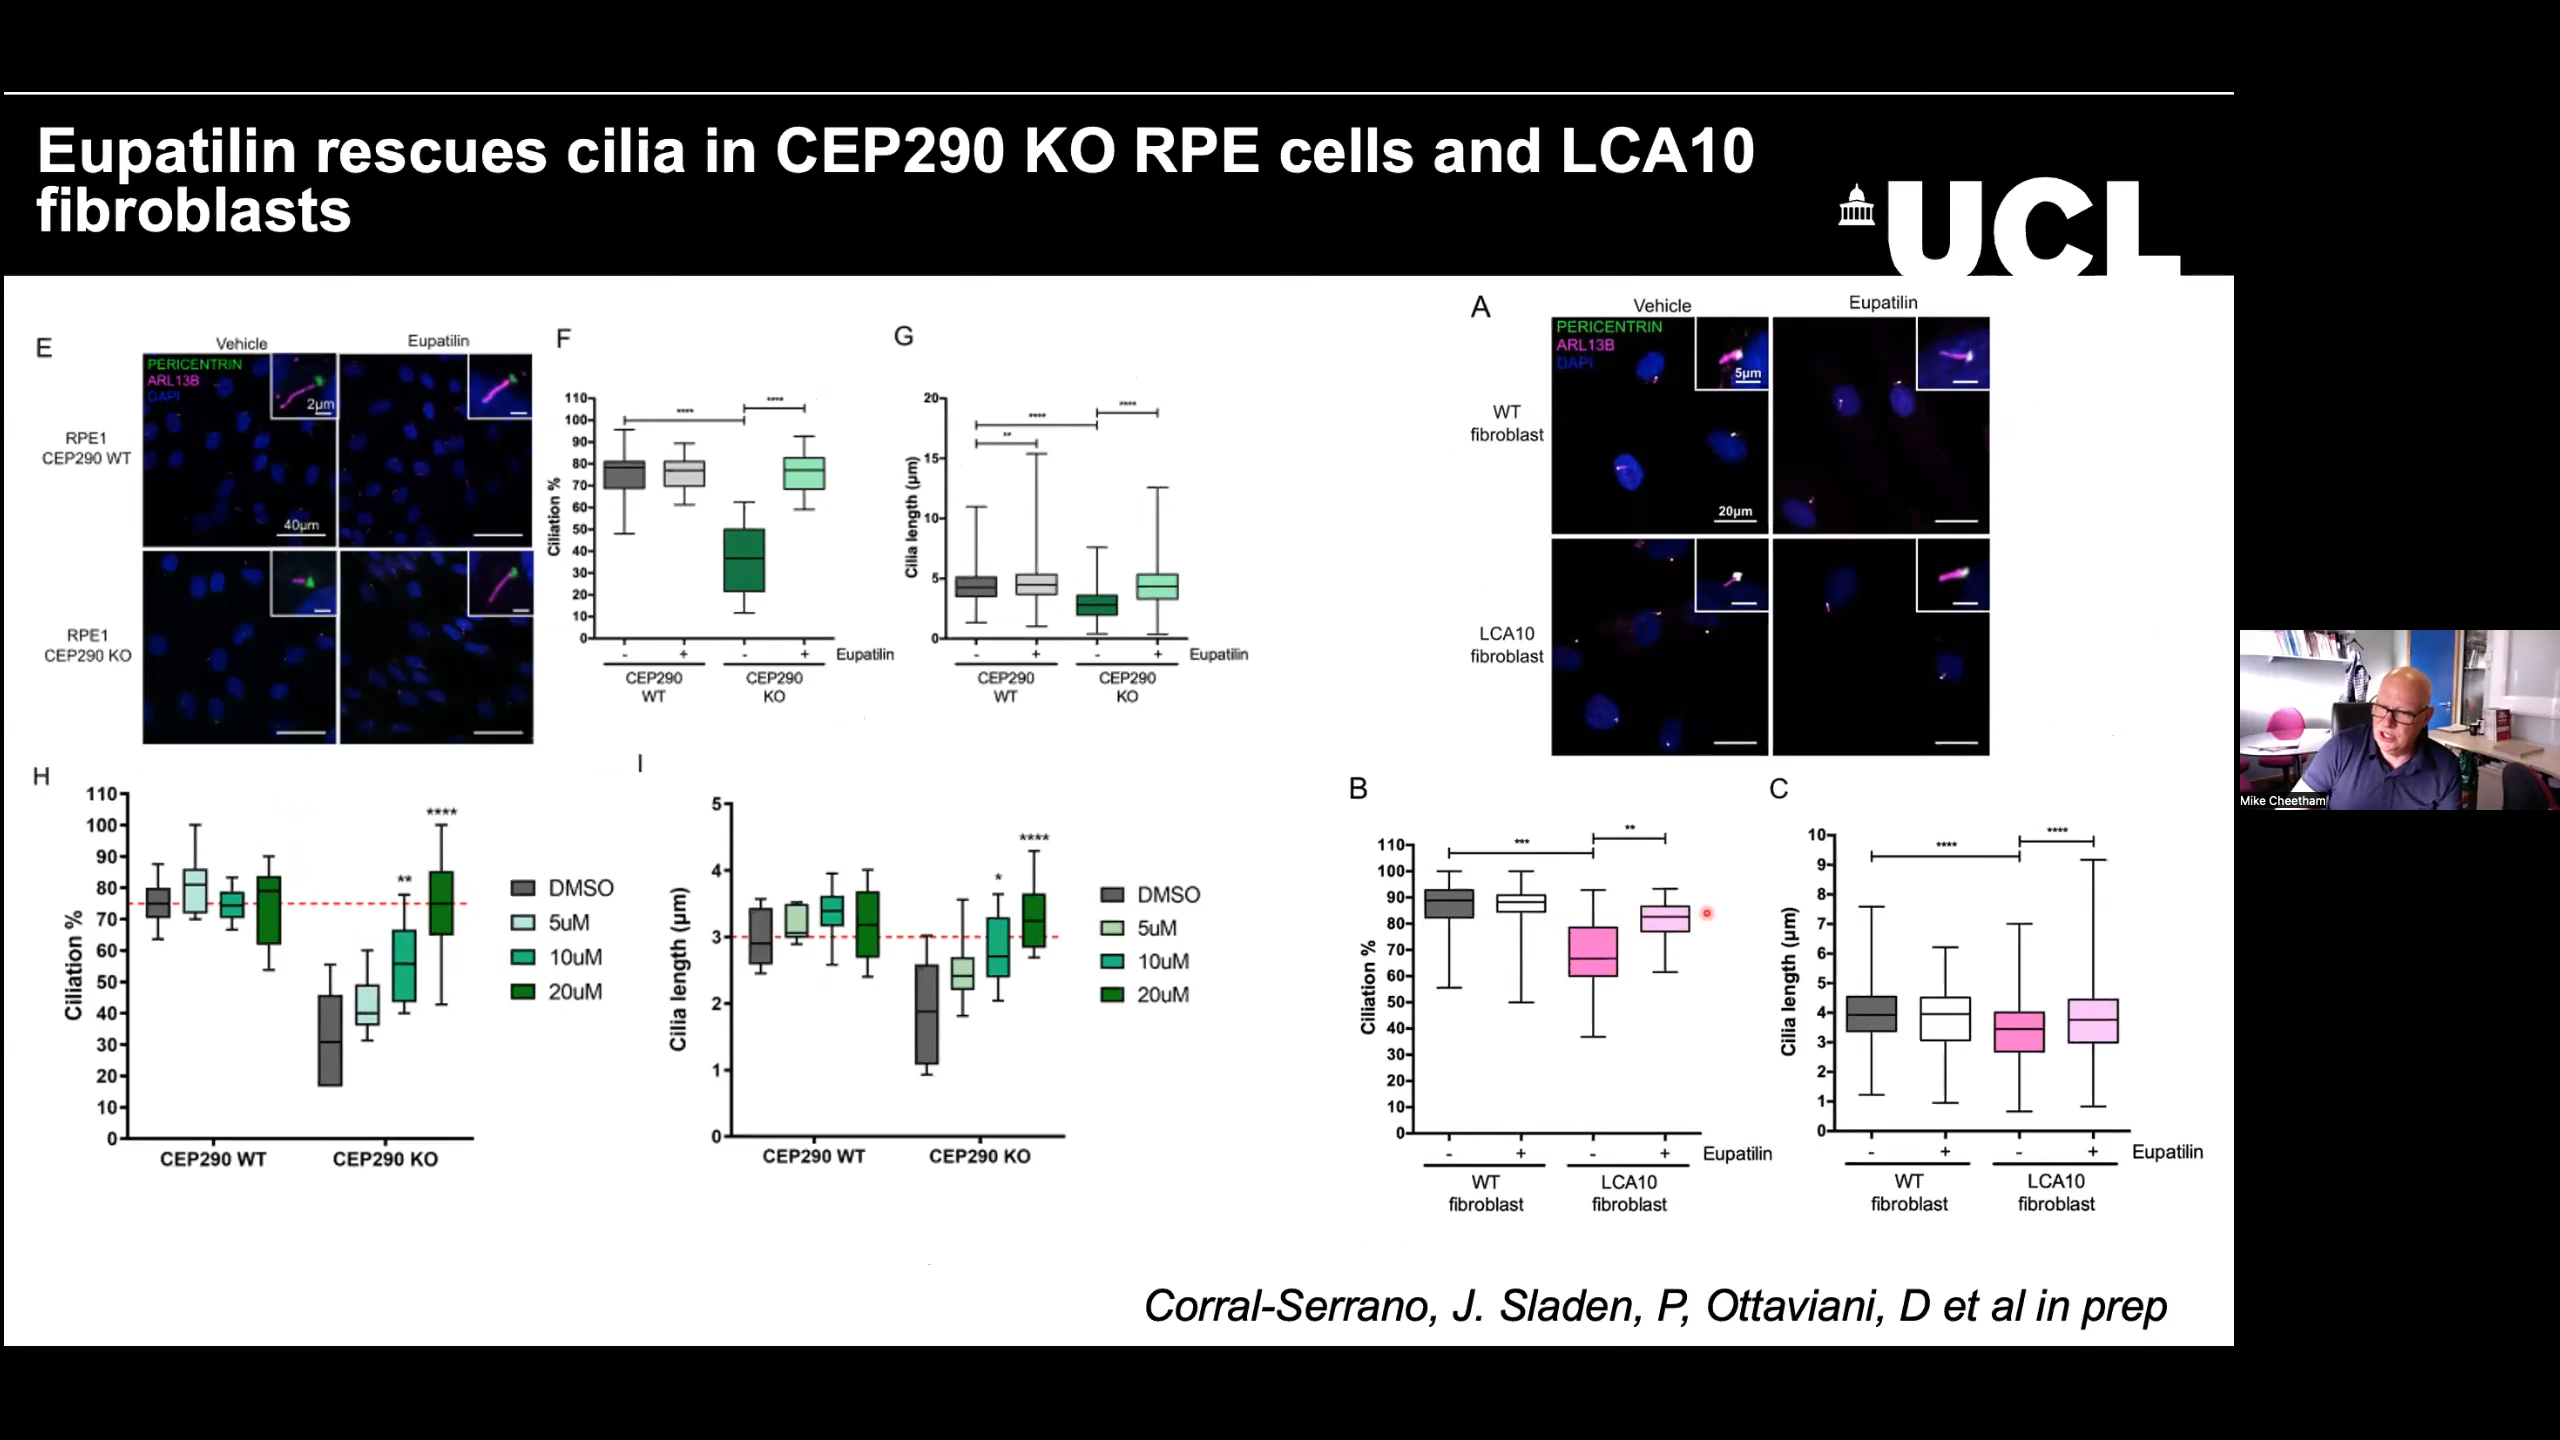 Eupatilin rescues cilia in CEP290 KO RPE cells and LCA10
fibroblasts
UCL
E
Vehicle
Eupatilin
PERICENTRIN
ARL13B
DAPI
2µm
RPE1
CEP290 WT
40µm
RPE1
CEP290 KO
F
****
****
110
100
90
80
70
60
50
40
30
20
10
0
Ciliation %
- + - + Eupatilin
CEP290
WT
CEP290
KO
G
****
****
**
20
15
10
5
0
Cilia length (µm)
- + - + Eupatilin
CEP290
WT
CEP290
KO
A
Vehicle
Eupatilin
PERICENTRIN
ARL13B
DAPI
5µm
WT
fibroblast
20µm
LCA10
fibroblast
Mike Cheetham
H
110
100
90
80
70
60
50
40
30
20
10
0
Ciliation %
**
****
CEP290 WT
CEP290 KO
DMSO
5uM
10uM
20uM
I
5
4
3
2
1
0
Cilia length (µm)
*
****
CEP290 WT
CEP290 KO
DMSO
5uM
10uM
20uM
B
***
**
110
100
90
80
70
60
50
40
30
20
10
0
Ciliation %
- + - + Eupatilin
WT
fibroblast
LCA10
fibroblast
C
****
****
10
9
8
7
6
5
4
3
2
1
0
Cilia length (µm)
- + - + Eupatilin
WT
fibroblast
LCA10
fibroblast
Corral-Serrano, J. Sladen, P, Ottaviani, D et al in prep